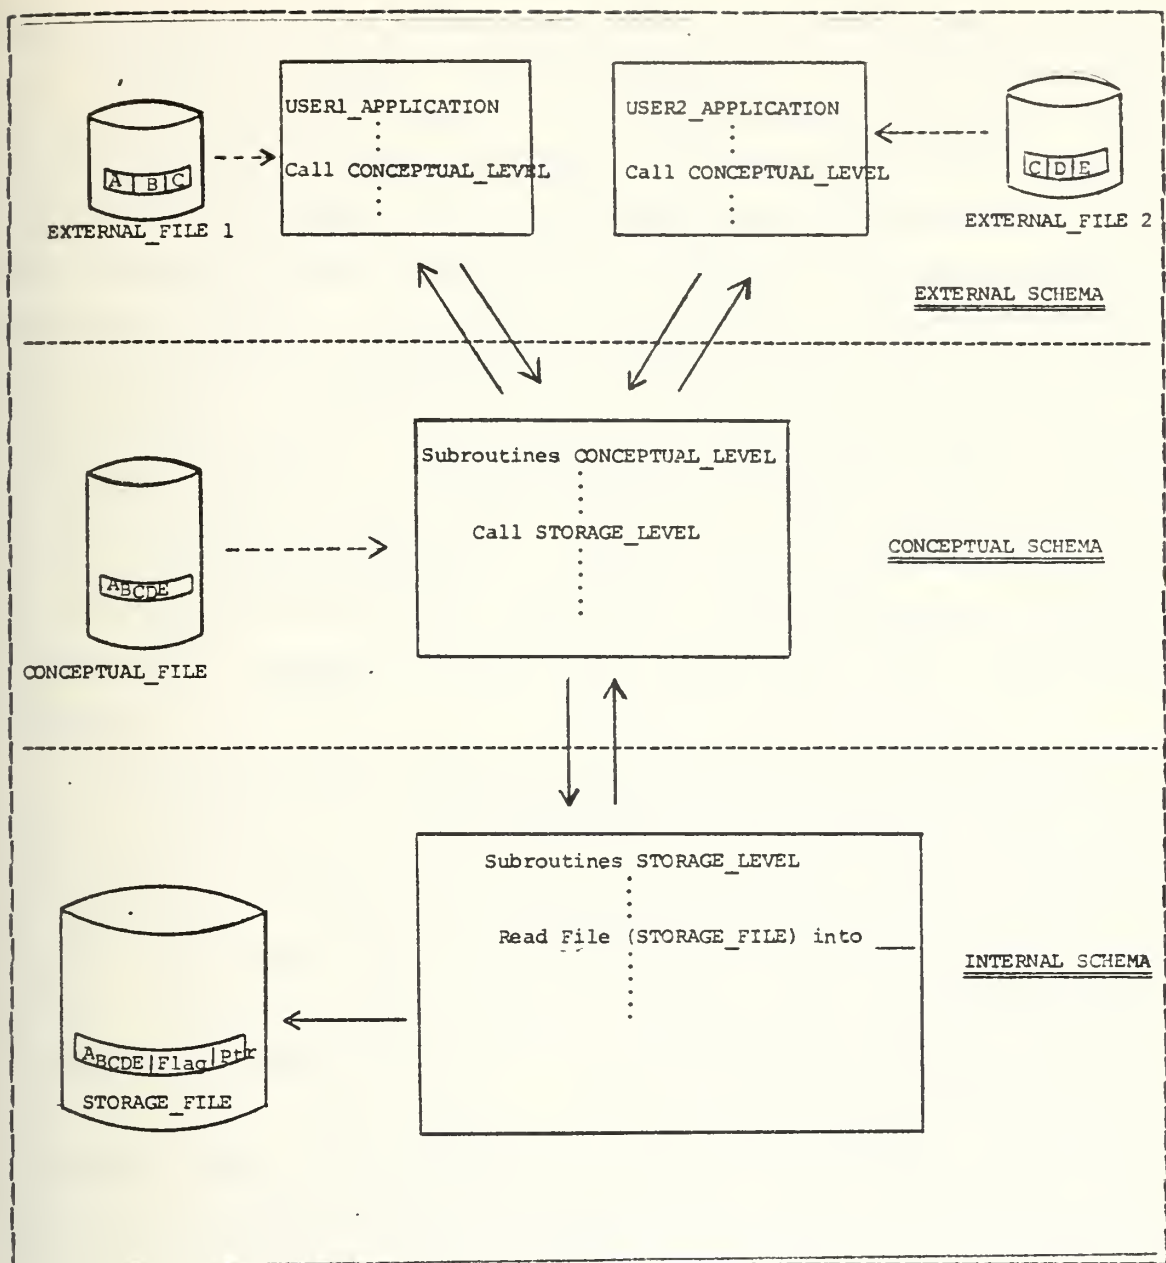 USER1_APPLICATION
Call CONCEPTUAL_LEVEL
A | B | C
EXTERNAL_FILE 1
USER2_APPLICATION
Call CONCEPTUAL_LEVEL
C|D|E
EXTERNAL_FILE 2
EXTERNAL SCHEMA
Subroutines CONCEPTUAL_LEVEL
Call STORAGE_LEVEL
ABCDE
CONCEPTUAL_FILE
CONCEPTUAL SCHEMA
Subroutines STORAGE_LEVEL
Read File (STORAGE_FILE) into ____
ABCDE|Flag|Ptr
STORAGE_FILE
INTERNAL SCHEMA